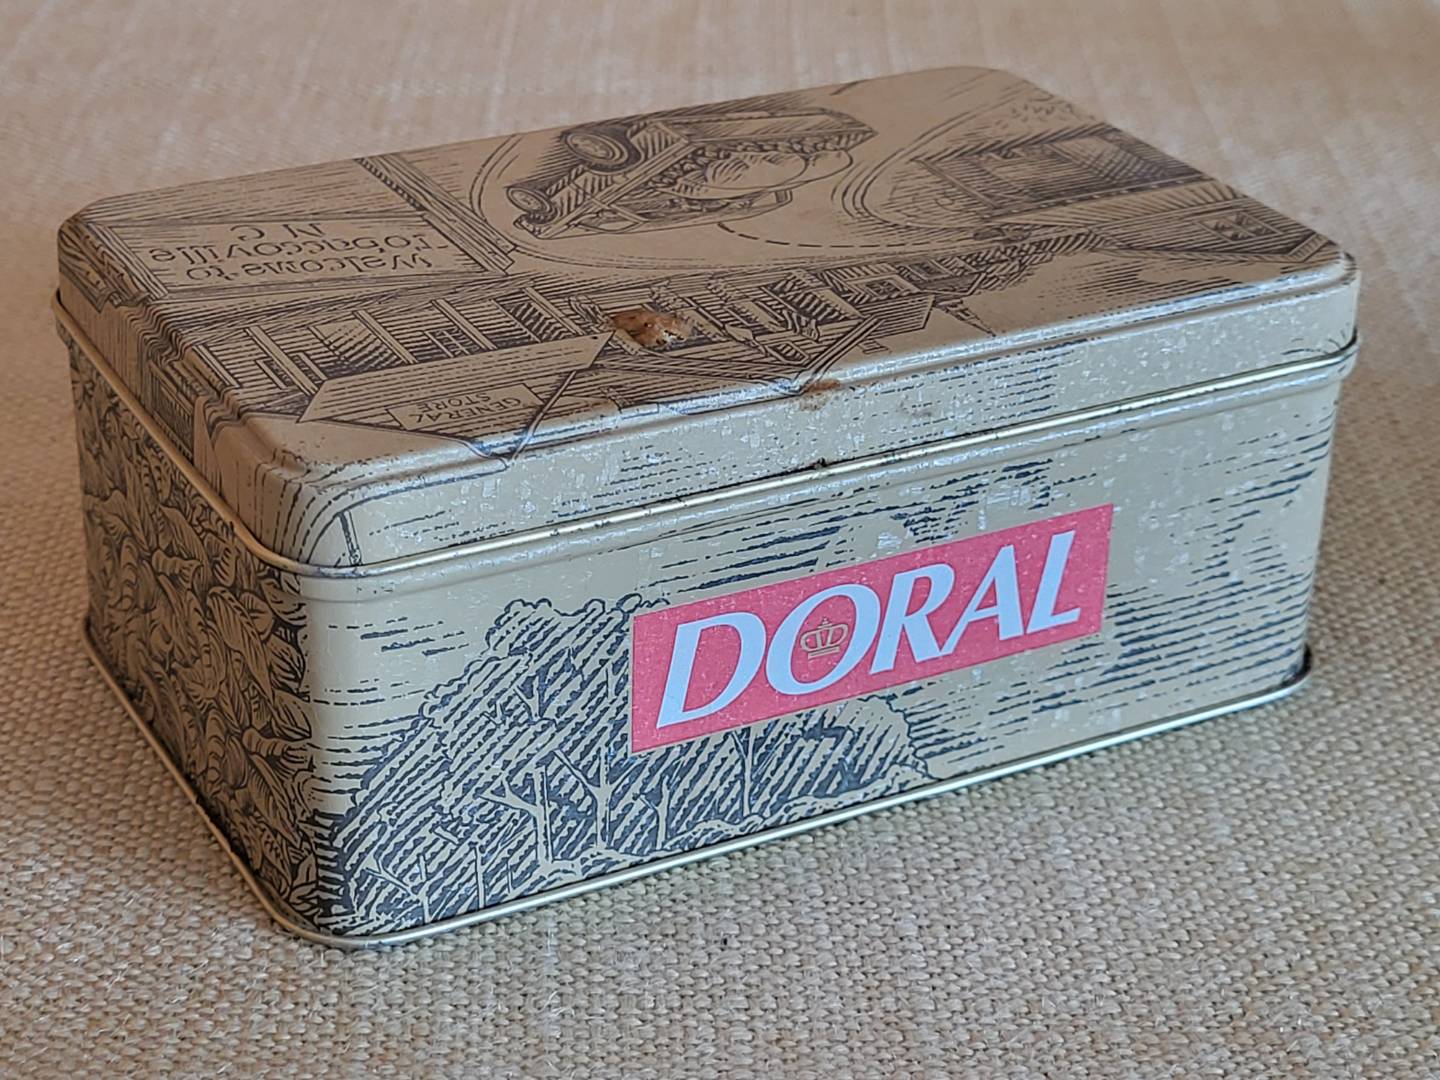 Welcome to
Tobaccoville
N C
GENERAL
STORE
DORAL